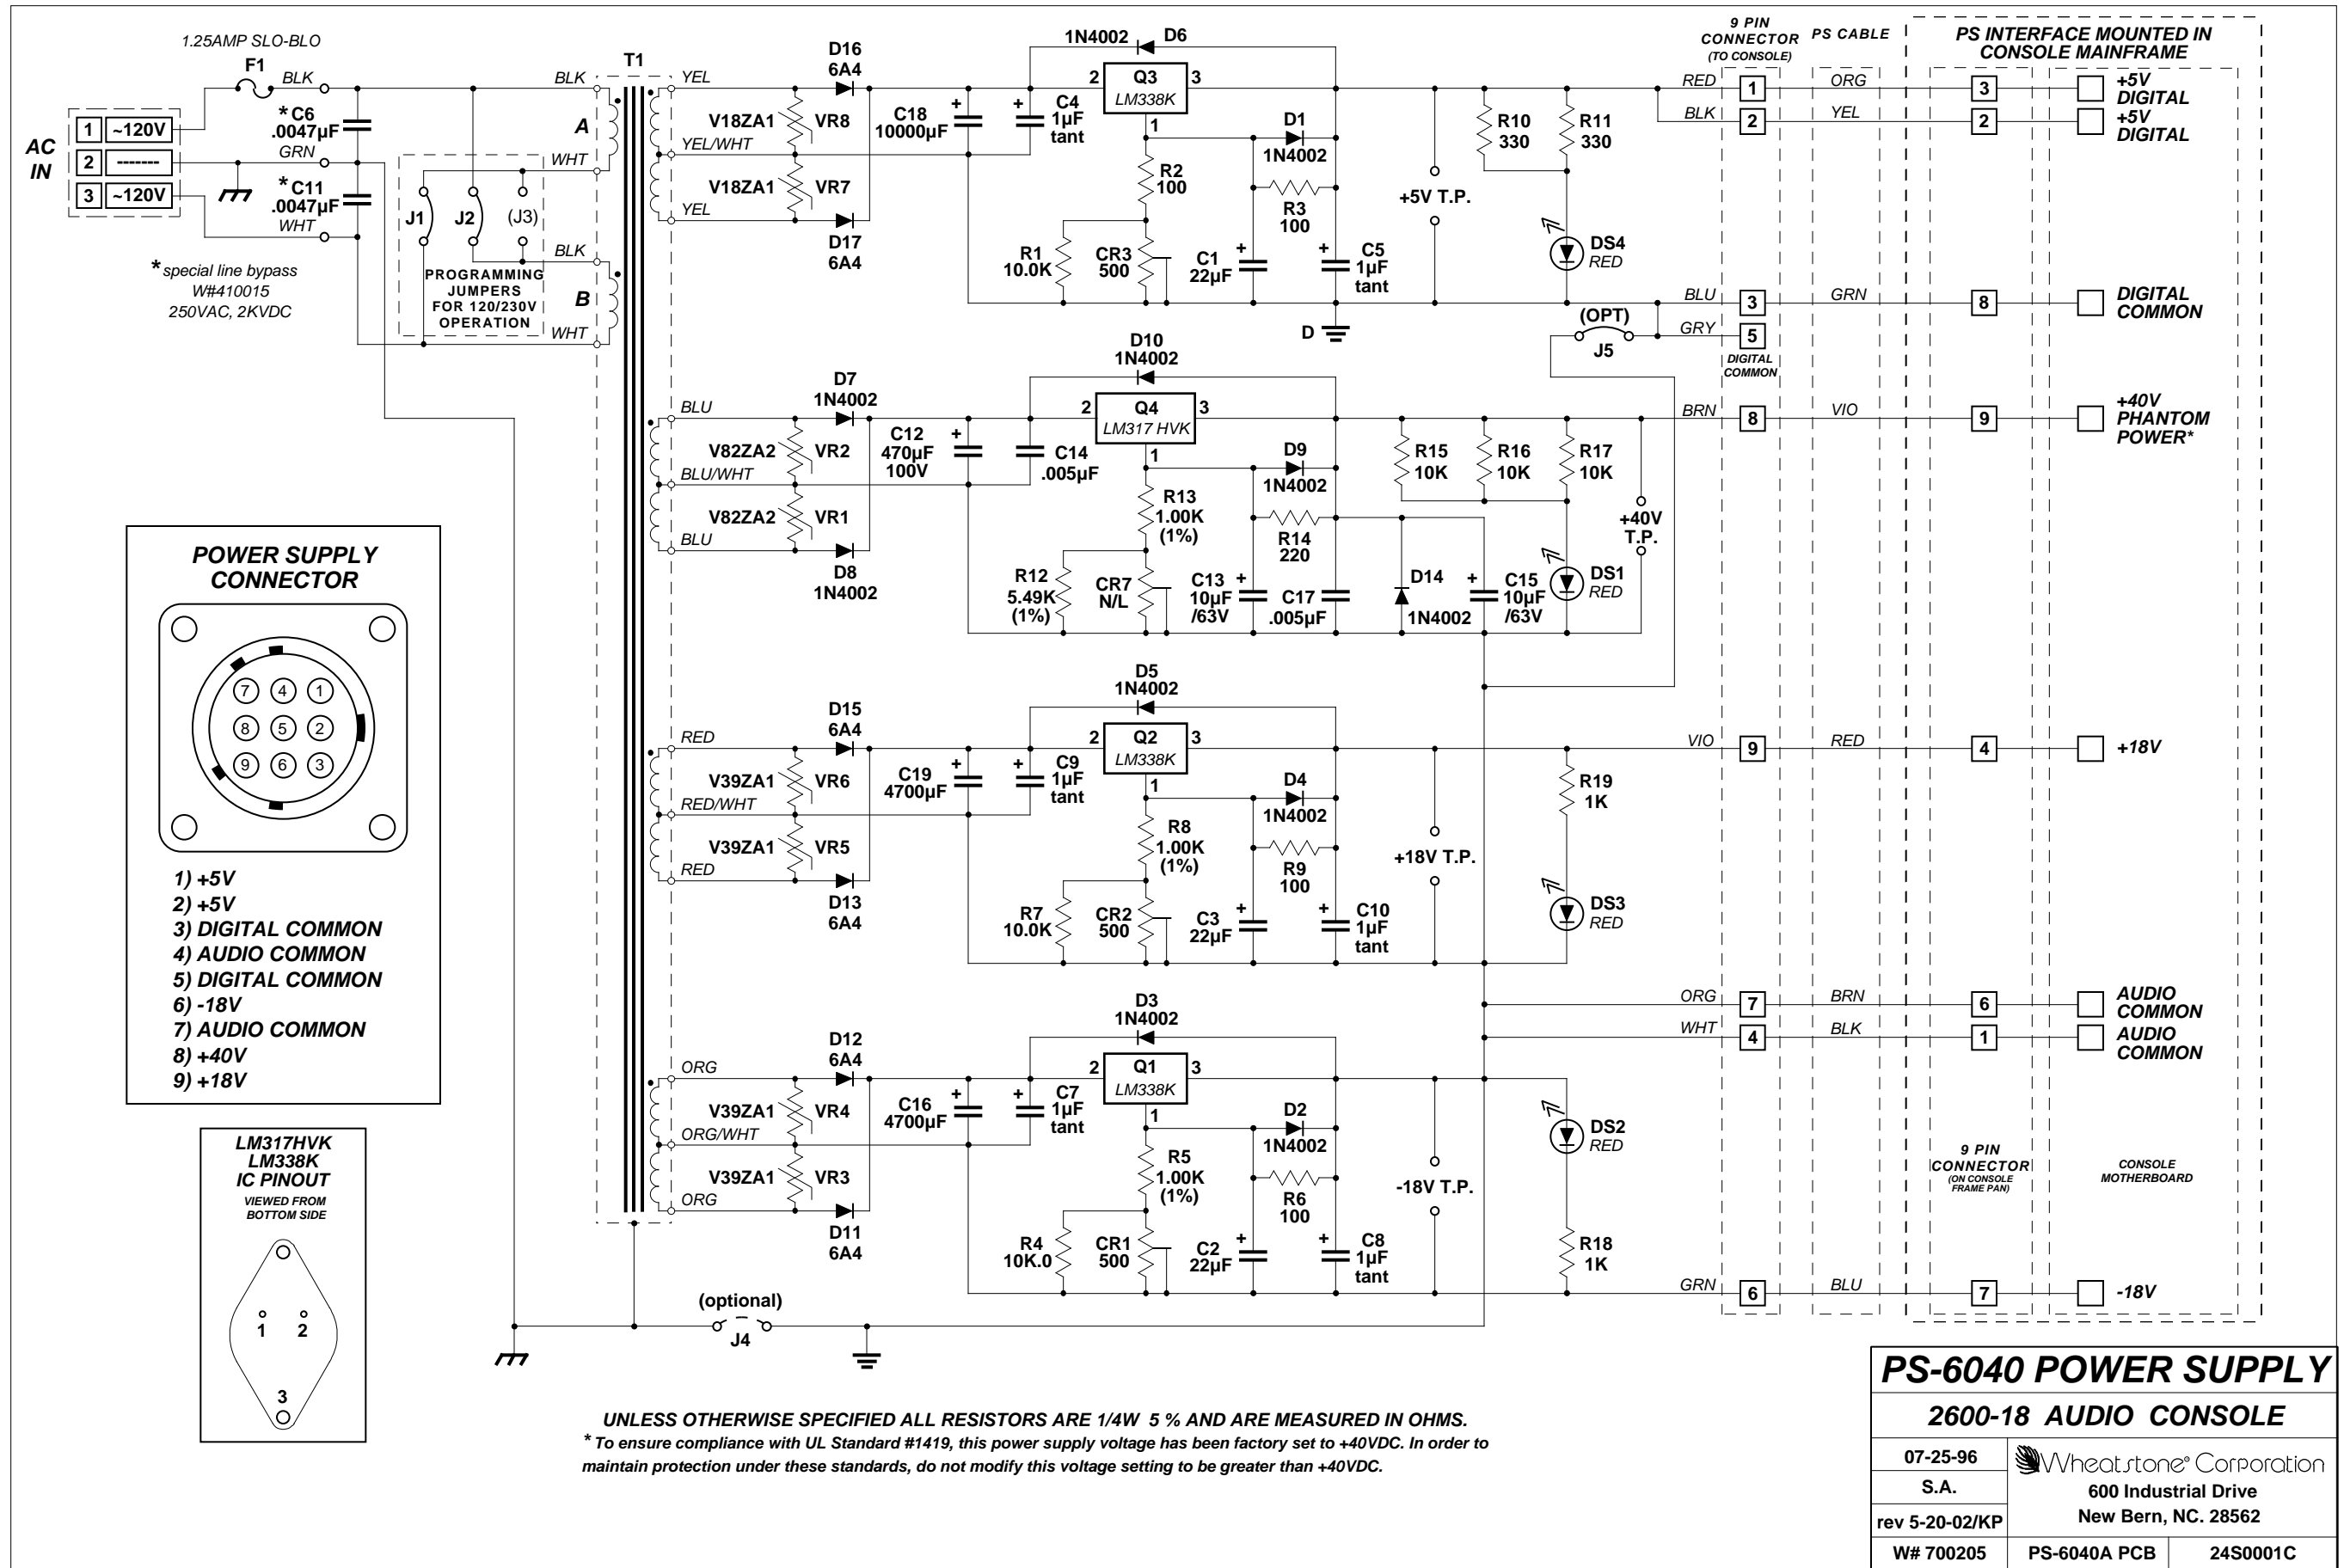 1.25AMP SLO-BLO
F1
BLK
AC
IN
1
~120V
2
-------
3
~120V
*C6
.0047µF
GRN
*C11
.0047µF
WHT
* special line bypass
W#410015
250VAC, 2KVDC
BLK
A
WHT
J1
J2
(J3)
BLK
B
WHT
PROGRAMMING
JUMPERS
FOR 120/230V
OPERATION
T1
YEL
YEL/WHT
YEL
D16
6A4
V18ZA1
VR8
V18ZA1
VR7
D17
6A4
C18
10000µF
+
+
C4
1µF
tant
1N4002
D6
2
Q3
3
LM338K
1
R2
100
D1
1N4002
R3
100
R1
10.0K
CR3
500
C1
22µF
+
+
C5
1µF
tant
D
+5V T.P.
R10
330
R11
330
DS4
RED
(OPT)
J5
BLU
BLU/WHT
BLU
D7
1N4002
V82ZA2
VR2
V82ZA2
VR1
D8
1N4002
C12
470µF
100V
+
C14
.005µF
D10
1N4002
2
Q4
3
LM317 HVK
1
R13
1.00K
(1%)
D9
1N4002
R14
220
R12
5.49K
(1%)
CR7
N/L
C13
10µF
/63V
+
C17
.005µF
D14
1N4002
+
C15
10µF
/63V
R15
10K
R16
10K
R17
10K
DS1
RED
+40V
T.P.
RED
RED/WHT
RED
D15
6A4
V39ZA1
VR6
V39ZA1
VR5
D13
6A4
C19
4700µF
+
+
C9
1µF
tant
D5
1N4002
2
Q2
3
LM338K
1
R8
1.00K
(1%)
D4
1N4002
R9
100
R7
10.0K
CR2
500
C3
22µF
+
+
C10
1µF
tant
+18V T.P.
R19
1K
DS3
RED
ORG
ORG/WHT
ORG
D12
6A4
V39ZA1
VR4
V39ZA1
VR3
D11
6A4
C16
4700µF
+
+
C7
1µF
tant
D3
1N4002
2
Q1
3
LM338K
1
R5
1.00K
(1%)
D2
1N4002
R6
100
R4
10K.0
CR1
500
C2
22µF
+
+
C8
1µF
tant
-18V T.P.
DS2
RED
R18
1K
(optional)
J4
9 PIN
CONNECTOR
(TO CONSOLE)
PS CABLE
PS INTERFACE MOUNTED IN
CONSOLE MAINFRAME
RED
1
ORG
3
+5V
DIGITAL
BLK
2
YEL
2
+5V
DIGITAL
BLU
3
GRN
8
DIGITAL
COMMON
GRY
5
DIGITAL
COMMON
BRN
8
VIO
9
+40V
PHANTOM
POWER*
VIO
9
RED
4
+18V
ORG
7
BRN
6
AUDIO
COMMON
WHT
4
BLK
1
AUDIO
COMMON
9 PIN
CONNECTOR
(ON CONSOLE
FRAME PAN)
CONSOLE
MOTHERBOARD
GRN
6
BLU
7
-18V
POWER SUPPLY
CONNECTOR
7 4 1
8 5 2
9 6 3
1) +5V
2) +5V
3) DIGITAL COMMON
4) AUDIO COMMON
5) DIGITAL COMMON
6) -18V
7) AUDIO COMMON
8) +40V
9) +18V
LM317HVK
LM338K
IC PINOUT
VIEWED FROM
BOTTOM SIDE
1 2
3
UNLESS OTHERWISE SPECIFIED ALL RESISTORS ARE 1/4W 5 % AND ARE MEASURED IN OHMS.
* To ensure compliance with UL Standard #1419, this power supply voltage has been factory set to +40VDC. In order to
maintain protection under these standards, do not modify this voltage setting to be greater than +40VDC.
PS-6040 POWER SUPPLY
2600-18 AUDIO CONSOLE
07-25-96
S.A.
rev 5-20-02/KP
Wheatstone® Corporation
600 Industrial Drive
New Bern, NC. 28562
W# 700205
PS-6040A PCB
24S0001C